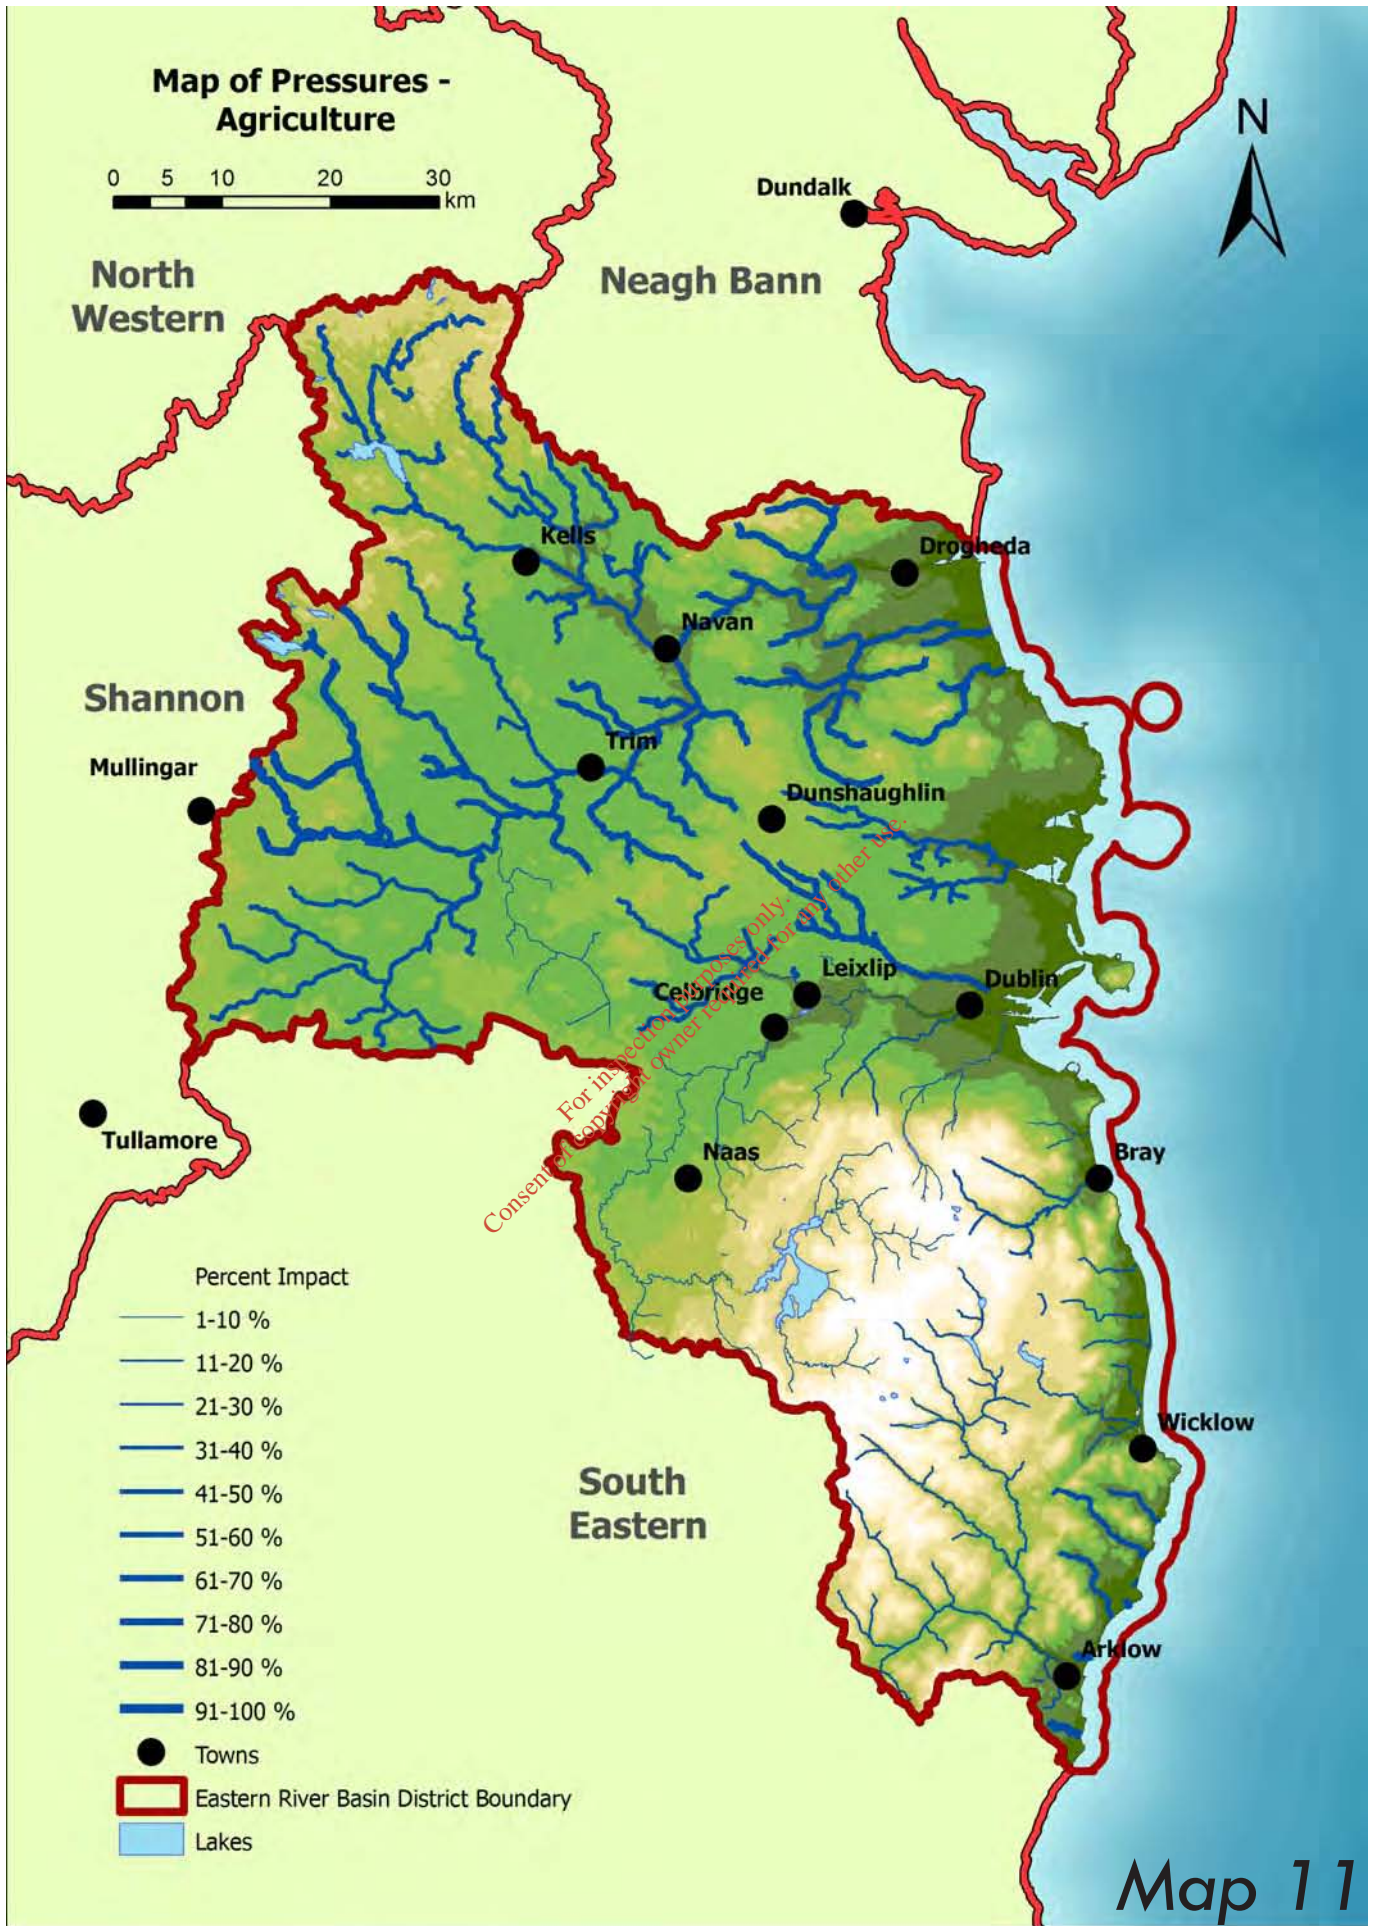 Map of Pressures -
Agriculture
0 5 10 20 30
km
N
Dundalk
North
Western
Neagh Bann
Kells
Drogheda
Navan
Shannon
Trim
Mullingar
Dunshaughlin
For inspection purposes only.
Consent of copyright owner required for any other use.
Leixlip
Celbridge
Dublin
Tullamore
Naas
Bray
Wicklow
South
Eastern
Arklow
Percent Impact
1-10 %
11-20 %
21-30 %
31-40 %
41-50 %
51-60 %
61-70 %
71-80 %
81-90 %
91-100 %
Towns
Eastern River Basin District Boundary
Lakes
Map 11